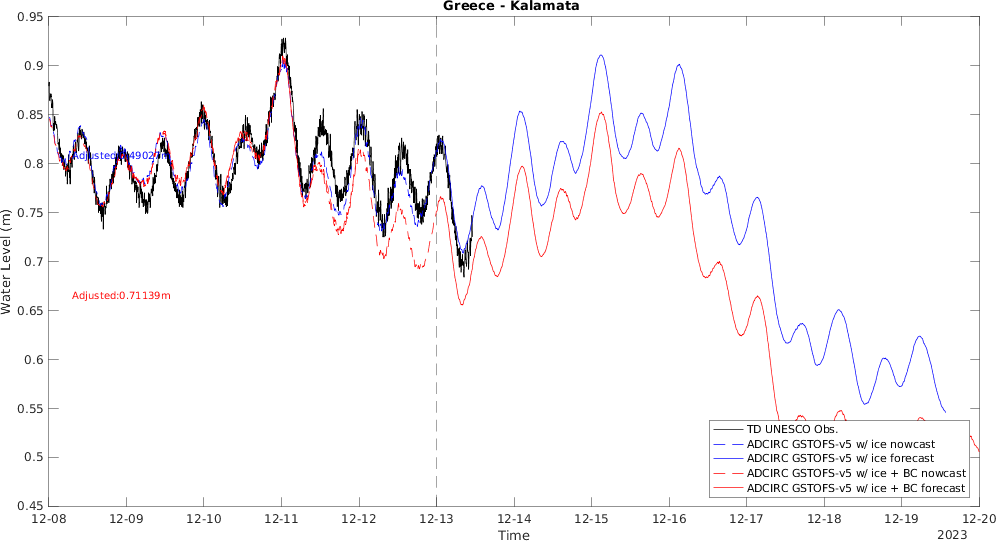 Greece - Kalamata
Water Level (m)
0.95
0.9
0.85
0.8
0.75
0.7
0.65
0.6
0.55
0.5
0.45
Adjusted:0.71139m
TD UNESCO Obs.
ADCIRC GSTOFS-v5 w/ ice nowcast
ADCIRC GSTOFS-v5 w/ ice forecast
ADCIRC GSTOFS-v5 w/ ice + BC nowcast
ADCIRC GSTOFS-v5 w/ ice + BC forecast
12-08 12-09 12-10 12-11 12-12 12-13 12-14 12-15 12-16 12-17 12-18 12-19 12-20
Time
2023